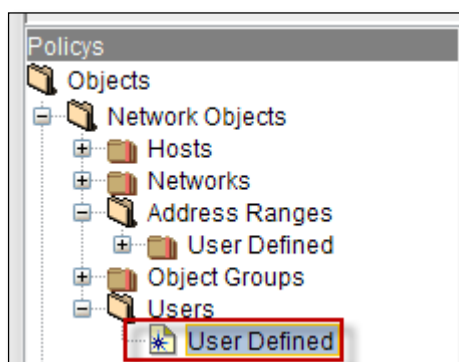 Policys
Objects
Network Objects
Hosts
Networks
Address Ranges
User Defined
Object Groups
Users
User Defined